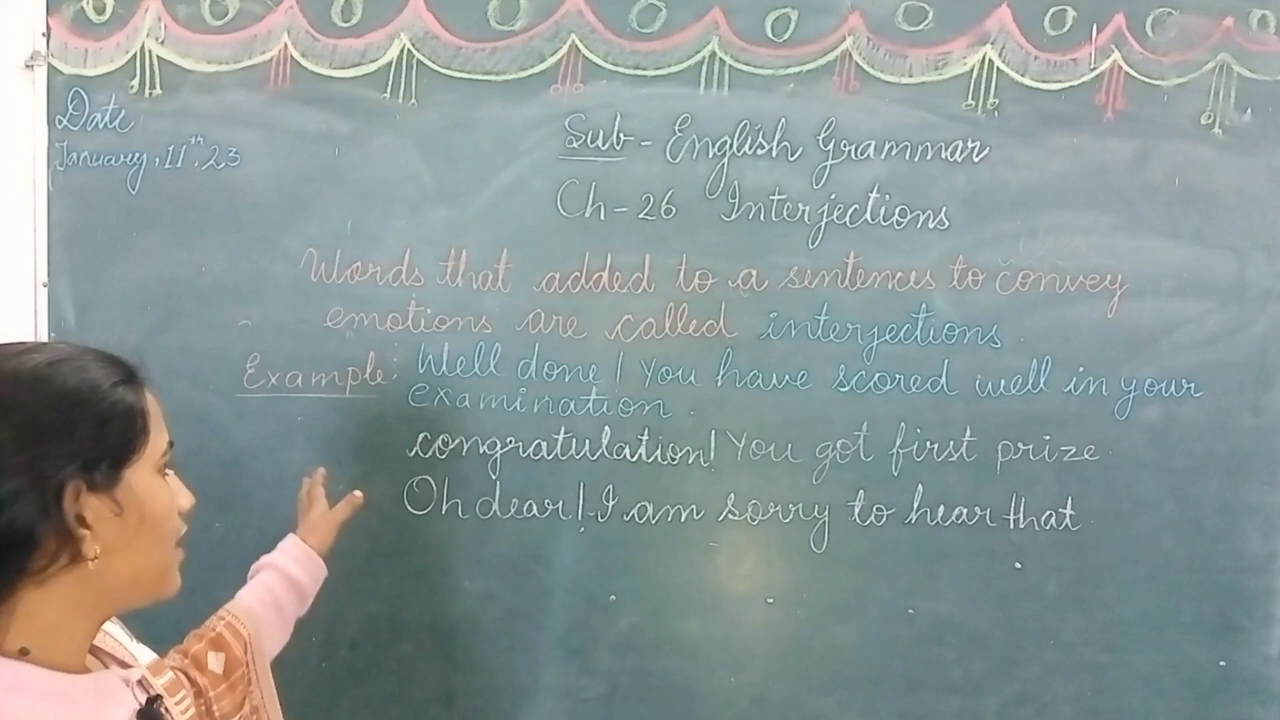 Date
January, 11th, 23
Sub - English Grammar
Ch - 26 Interjections
Words that added to a sentences to convey
emotions are called interjections.
Example: Well done! You have scored well in your
examination.
congratulation! You got first prize.
Oh dear! I am sorry to hear that